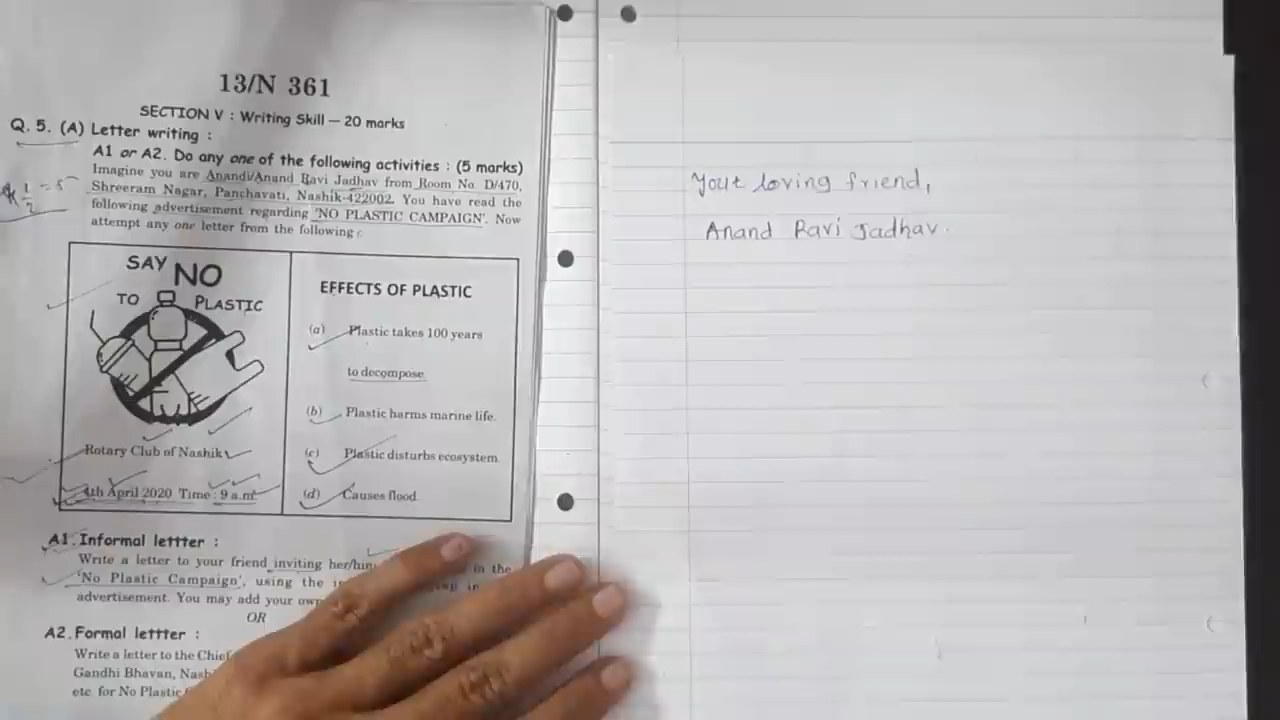 13/N 361
SECTION V : Writing Skill — 20 marks
Q. 5. (A) Letter writing :
A1 or A2. Do any one of the following activities : (5 marks)
Imagine you are Anandi/Anand Ravi Jadhav from Room No. D/470,
Shreeram Nagar, Panchavati, Nashik-422002. You have read the
following advertisement regarding 'NO PLASTIC CAMPAIGN'. Now
attempt any one letter from the following :
SAY NO
TO PLASTIC
Rotary Club of Nashik
4th April 2020 Time : 9 a.m.
EFFECTS OF PLASTIC
(a) Plastic takes 100 years
to decompose.
(b) Plastic harms marine life.
(c) Plastic disturbs ecosystem.
(d) Causes flood.
A1. Informal lettter :
Write a letter to your friend inviting her/him in the
'No Plastic Campaign', using the in
advertisement. You may add your own
OR
A2. Formal lettter :
Write a letter to the Chief
Gandhi Bhavan, Nash
etc. for No Plastic
Your loving friend,
Anand Ravi Jadhav.